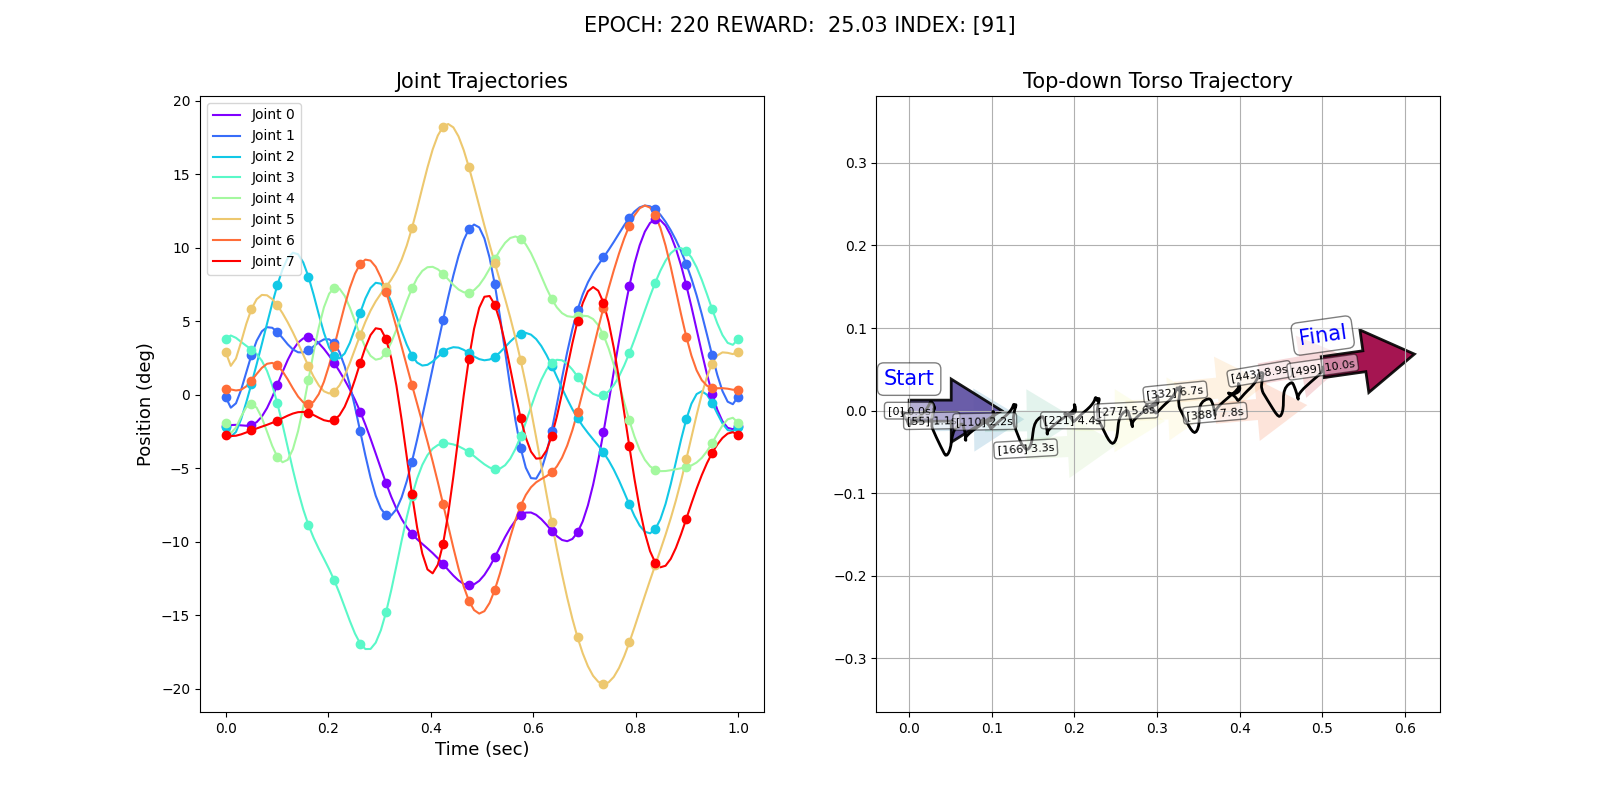 EPOCH: 220 REWARD:  25.03 INDEX: [91]
Joint Trajectories
Position (deg)
20
15
10
5
0
−5
−10
−15
−20
Joint 0
Joint 1
Joint 2
Joint 3
Joint 4
Joint 5
Joint 6
Joint 7
0.0 0.2 0.4 0.6 0.8 1.0
Time (sec)
Top-down Torso Trajectory
0.3
0.2
0.1
0.0
−0.1
−0.2
−0.3
Start
Final
[0] 0.0s
[55] 1.1s
[110] 2.2s
[166] 3.3s
[221] 4.4s
[277] 5.6s
[332] 6.7s
[388] 7.8s
[443] 8.9s
[499] 10.0s
0.0 0.1 0.2 0.3 0.4 0.5 0.6